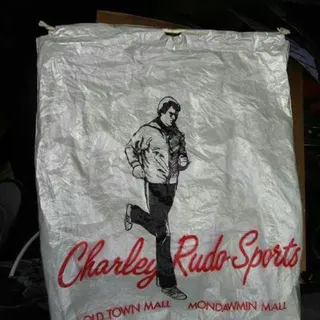 Charley Rudo Sports
OLD TOWN MALL MONDAWMIN MALL